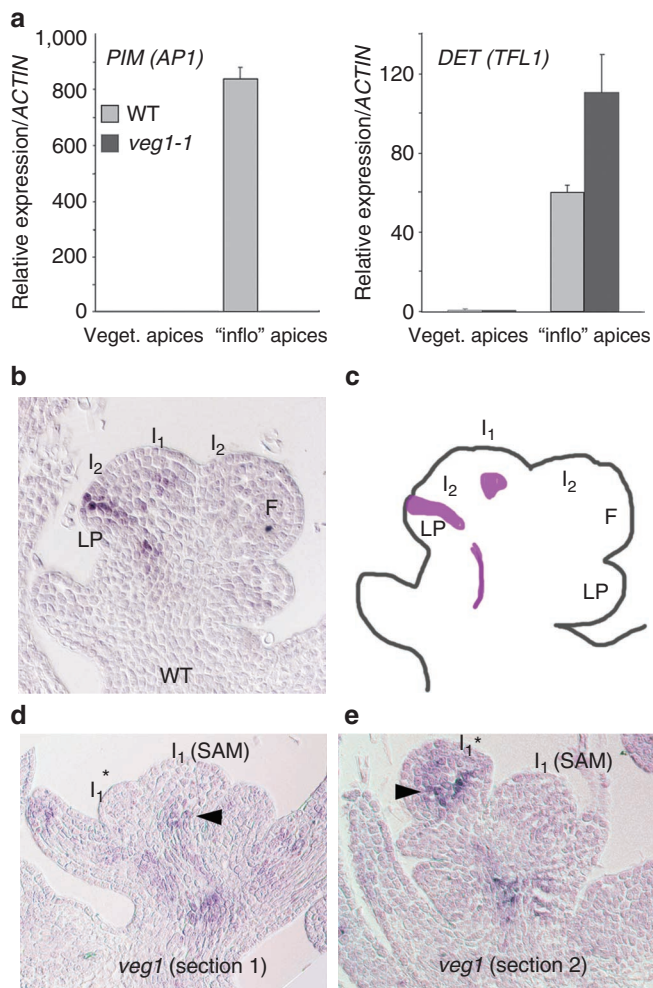 a
PIM (AP1)
WT
veg1-1
Relative expression/ACTIN
1,000
800
600
400
200
0
Veget. apices "inflo" apices
DET (TFL1)
Relative expression/ACTIN
120
80
40
0
Veget. apices "inflo" apices
b
I₁
I₂
I₂
F
LP
WT
c
I₁
I₂
I₂
F
LP
LP
d
I₁ (SAM)
I₁*
veg1 (section 1)
e
I₁*
I₁ (SAM)
veg1 (section 2)